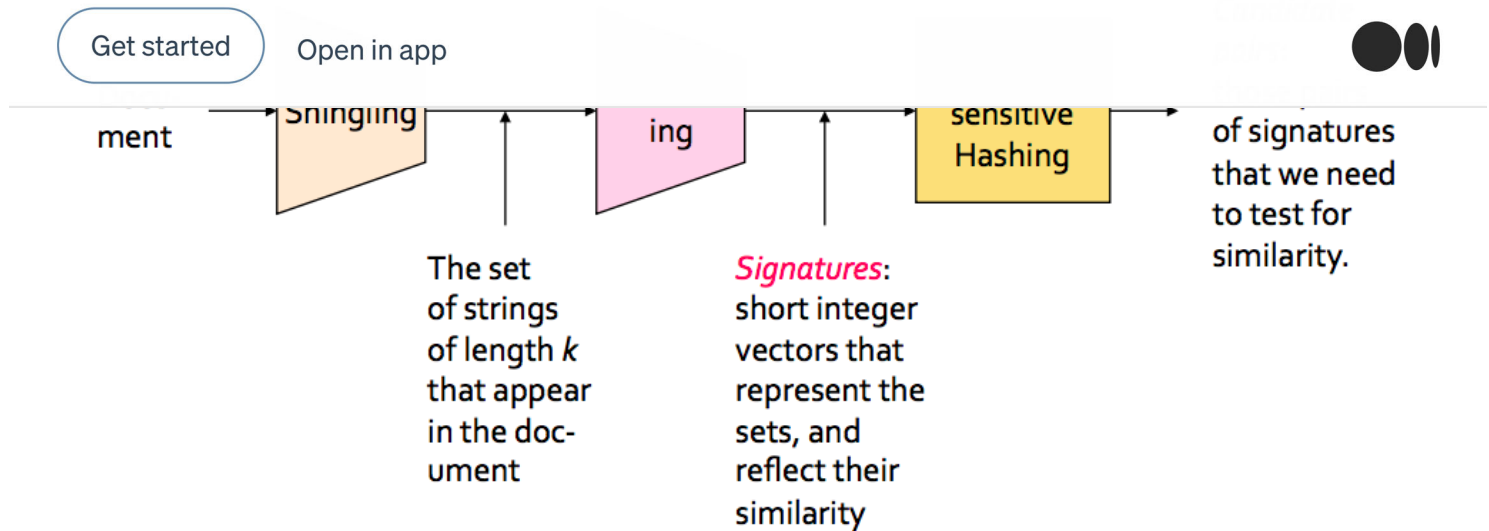 Get started
Open in app
ment
Shingling
ing
sensitive
Hashing
of signatures
that we need
to test for
similarity.
The set
of strings
of length k
that appear
in the doc-
ument
Signatures:
short integer
vectors that
represent the
sets, and
reflect their
similarity